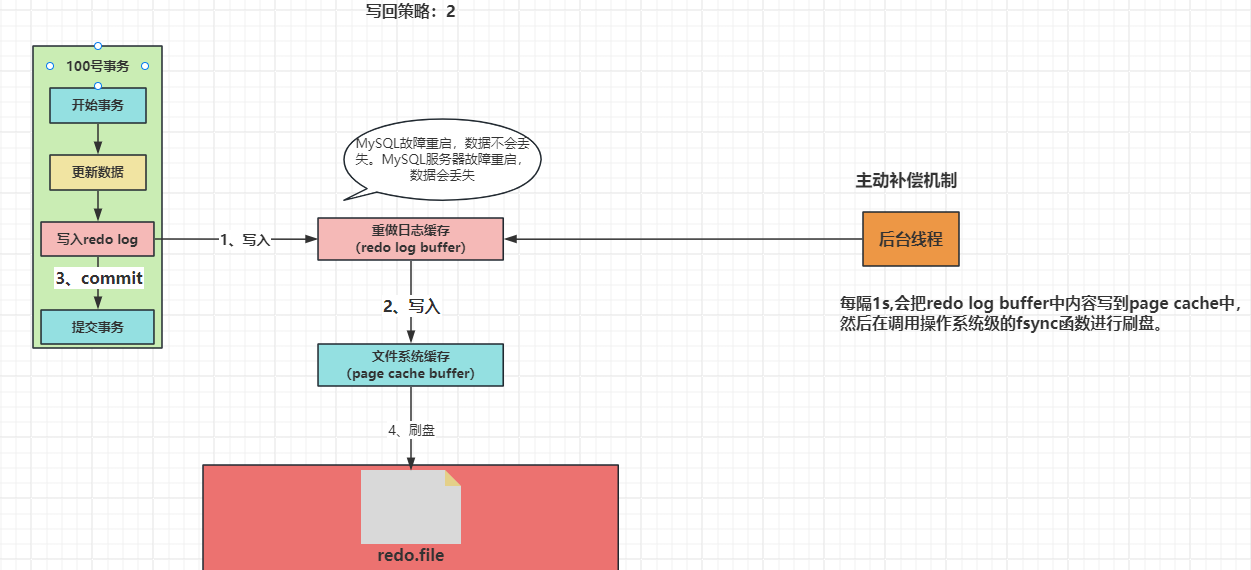 写回策略：2
100号事务
开始事务
更新数据
写入redo log
3、commit
提交事务
MySQL故障重启，数据不会丢
失。MySQL服务器故障重启，
数据会丢失
1、写入
重做日志缓存
（redo log buffer）
2、写入
文件系统缓存
（page cache buffer）
4、刷盘
redo.file
主动补偿机制
后台线程
每隔1s,会把redo log buffer中内容写到page cache中，
然后在调用操作系统级的fsync函数进行刷盘。